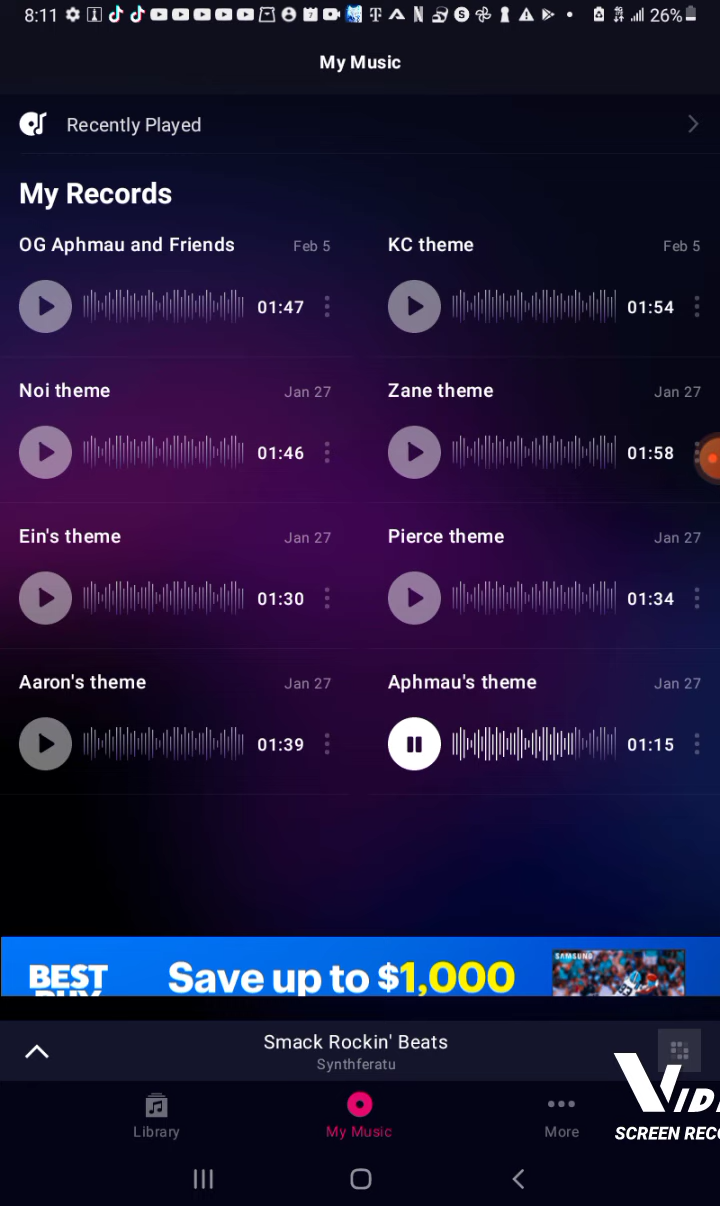 8:11 26%
My Music
Recently Played
My Records
OG Aphmau and Friends Feb 5
01:47
KC theme Feb 5
01:54
Noi theme Jan 27
01:46
Zane theme Jan 27
01:58
Ein's theme Jan 27
01:30
Pierce theme Jan 27
01:34
Aaron's theme Jan 27
01:39
Aphmau's theme Jan 27
01:15
BEST
BUY
Save up to $1,000
SAMSUNG
Smack Rockin' Beats
Synthferatu
Library
My Music
More
VID
SCREEN REC